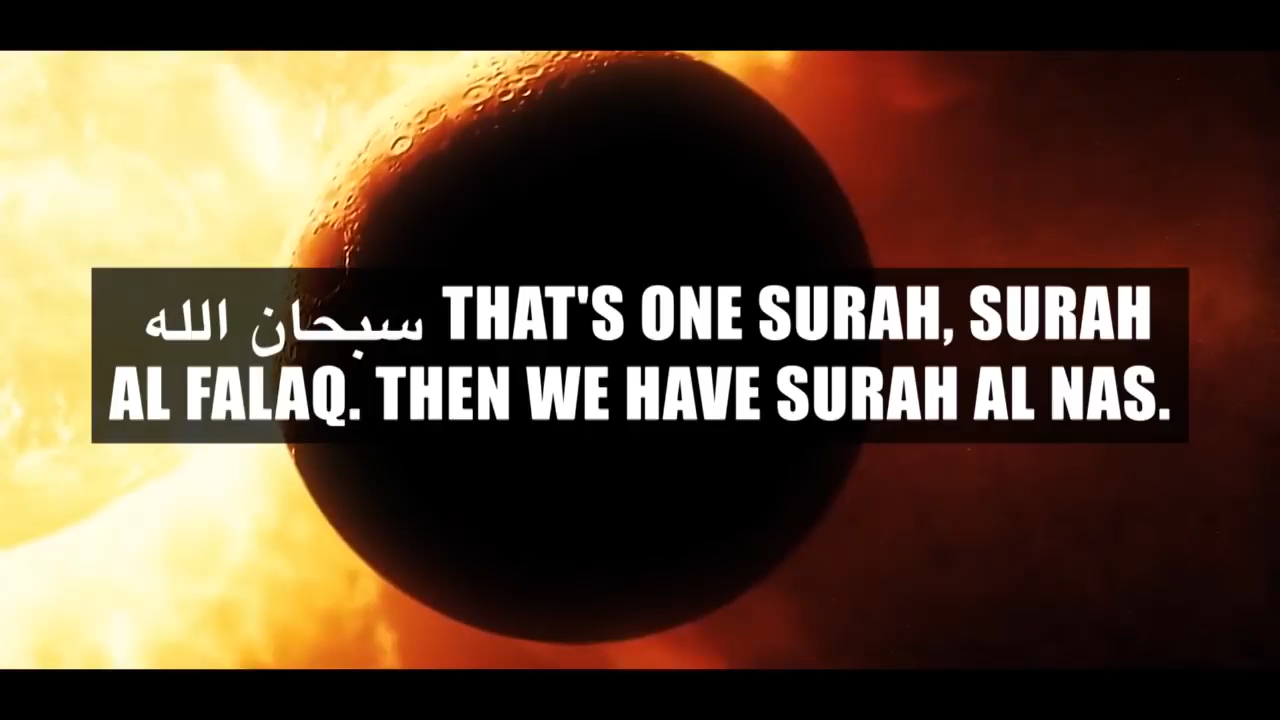 سبحان الله THAT'S ONE SURAH, SURAH
AL FALAQ. THEN WE HAVE SURAH AL NAS.